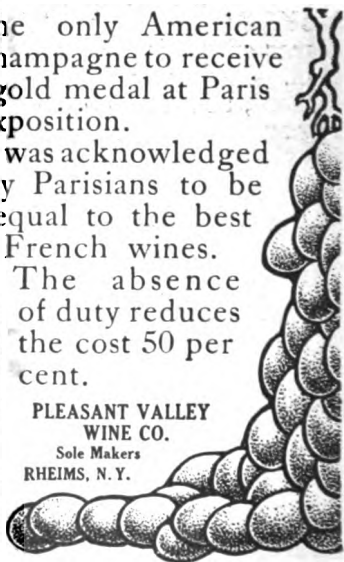 he only American
hampagne to receive
gold medal at Paris
xposition.
was acknowledged
y Parisians to be
equal to the best
French wines.
The absence
of duty reduces
the cost 50 per
cent.
PLEASANT VALLEY
WINE CO.
Sole Makers
RHEIMS, N.Y.